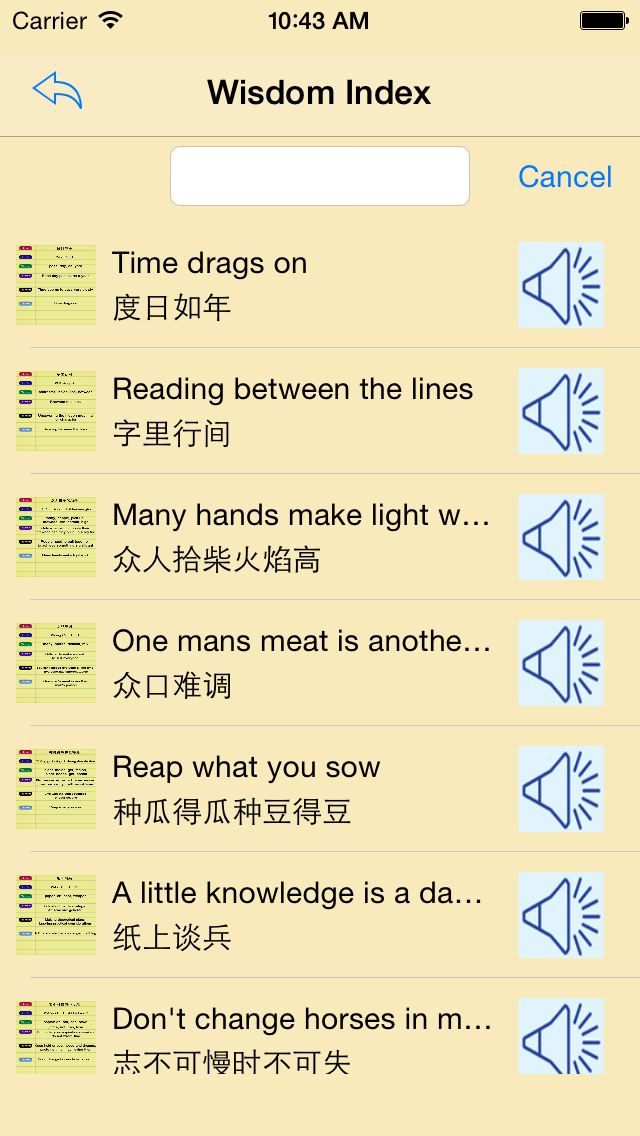 Carrier 10:43 AM
Wisdom Index
Cancel
Time drags on
度日如年
Reading between the lines
字里行间
Many hands make light w...
众人拾柴火焰高
One mans meat is anothe...
众口难调
Reap what you sow
种瓜得瓜种豆得豆
A little knowledge is a da...
纸上谈兵
Don't change horses in m...
志不可慢时不可失